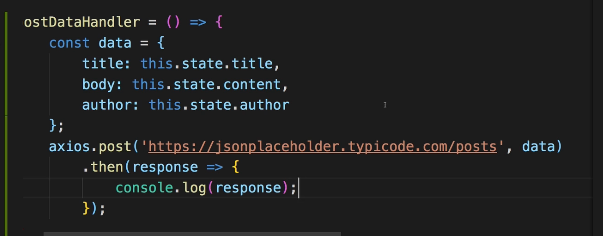 ostDataHandler = () => {
const data = {
title: this.state.title,
body: this.state.content,
author: this.state.author
};
axios.post('https://jsonplaceholder.typicode.com/posts', data)
.then(response => {
console.log(response);
});